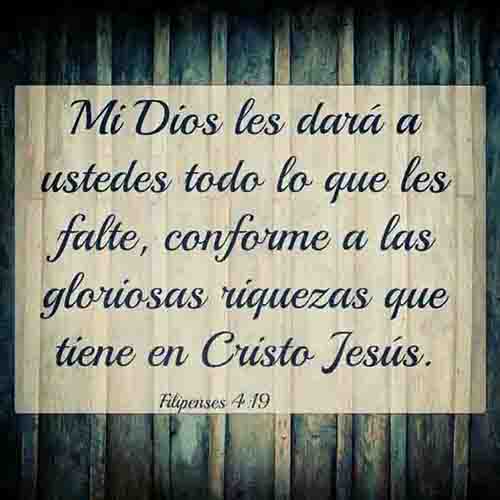 Mi Dios les dará a
ustedes todo lo que les
falte, conforme a las
gloriosas riquezas que
tiene en Cristo Jesús.
Filipenses 4:19